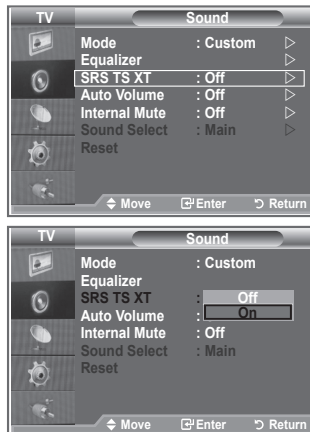 TV Sound
Mode : Custom
Equalizer
SRS TS XT : Off
Auto Volume : Off
Internal Mute : Off
Sound Select : Main
Reset
Move Enter Return
TV Sound
Mode : Custom
Equalizer
SRS TS XT : Off
Auto Volume : On
Internal Mute : Off
Sound Select : Main
Reset
Move Enter Return